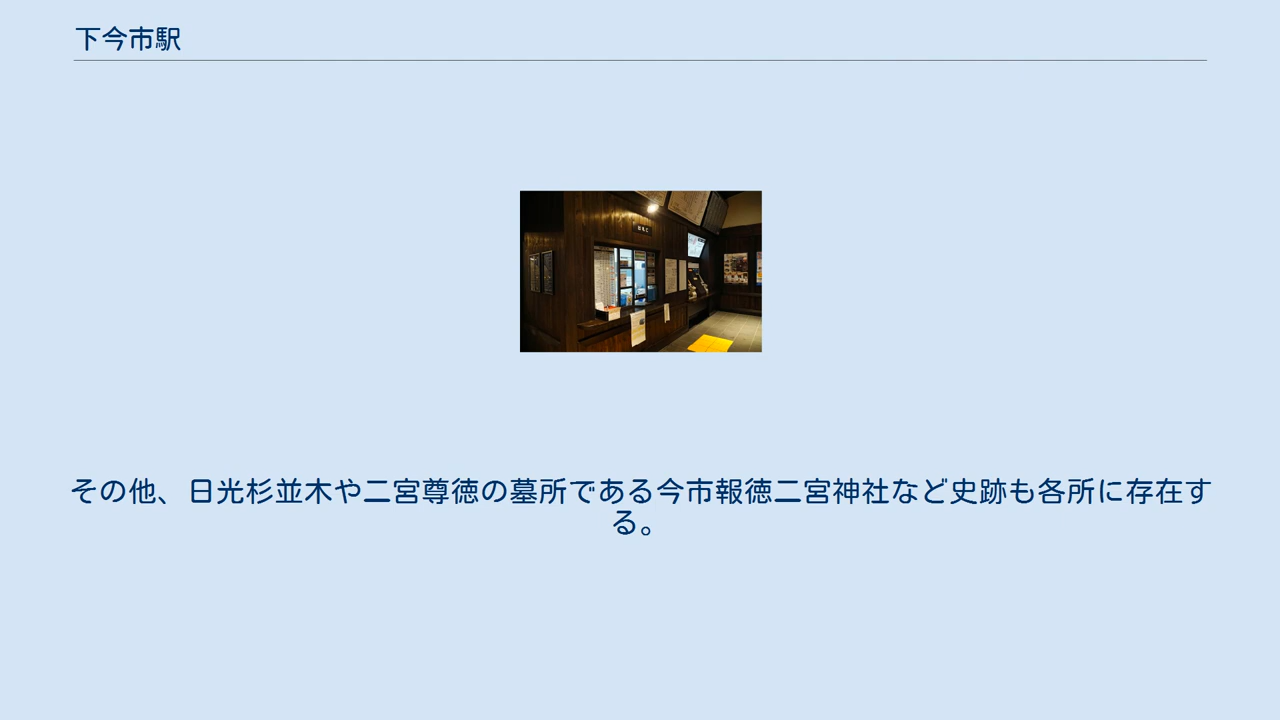 下今市駅
その他、日光杉並木や二宮尊徳の墓所である今市報徳二宮神社など史跡も各所に存在す
る。